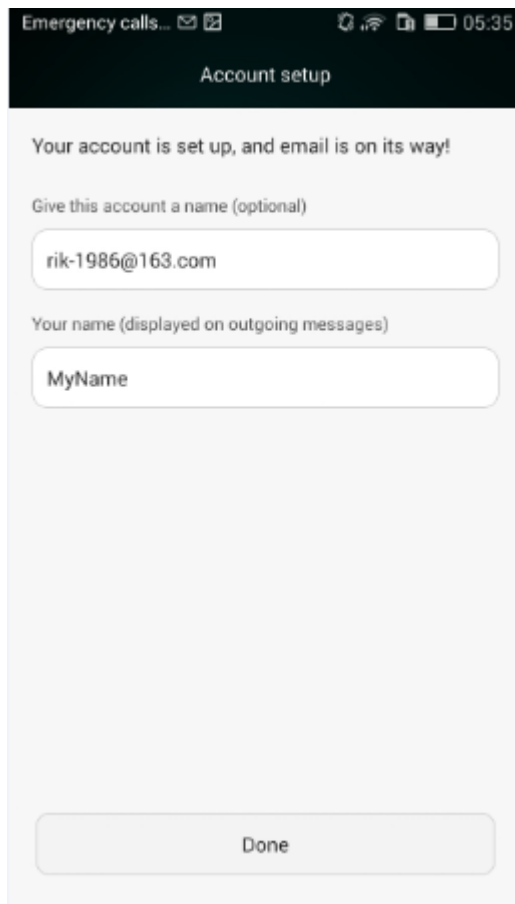 Emergency calls... 05:35
Account setup
Your account is set up, and email is on its way!
Give this account a name (optional)
rik-1986@163.com
Your name (displayed on outgoing messages)
MyName
Done